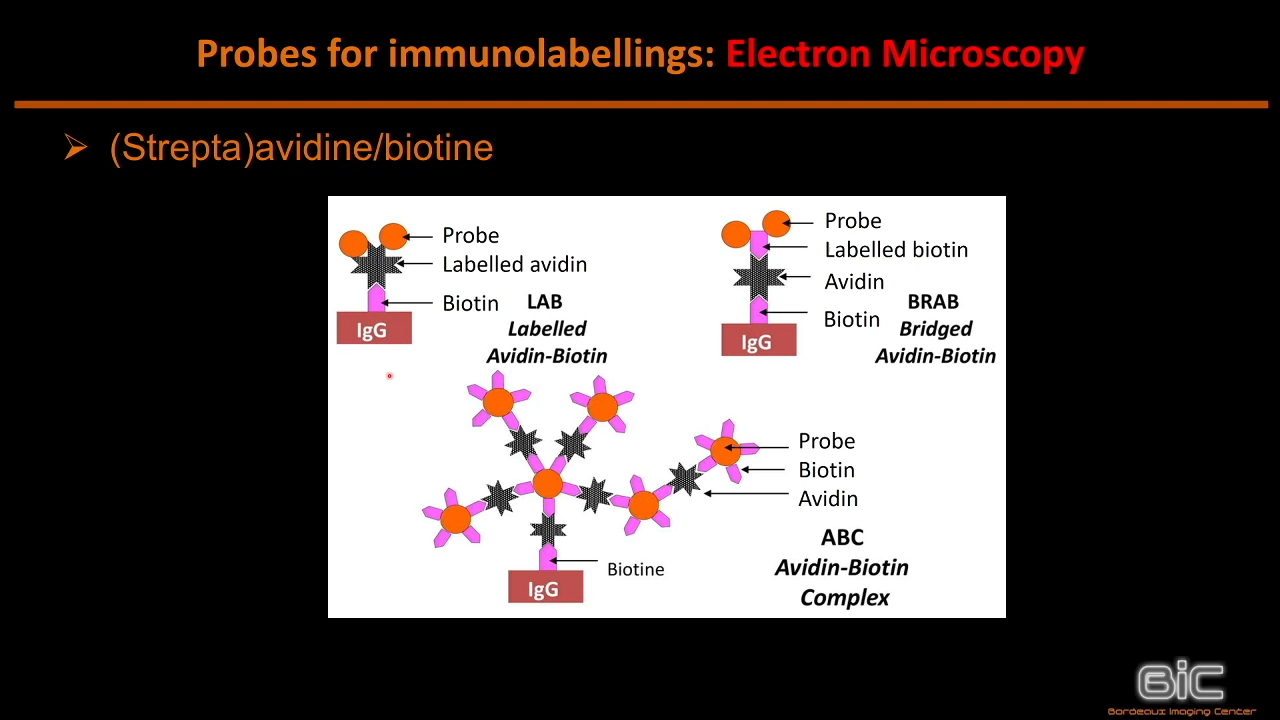 Probes for immunolabellings: Electron Microscopy
(Strepta)avidine/biotine
Probe
Labelled avidin
Biotin
IgG
LAB
Labelled
Avidin-Biotin
Probe
Labelled biotin
Avidin
Biotin
IgG
BRAB
Bridged
Avidin-Biotin
Probe
Biotin
Avidin
Biotine
IgG
ABC
Avidin-Biotin
Complex
BiC
Bordeaux Imaging Center